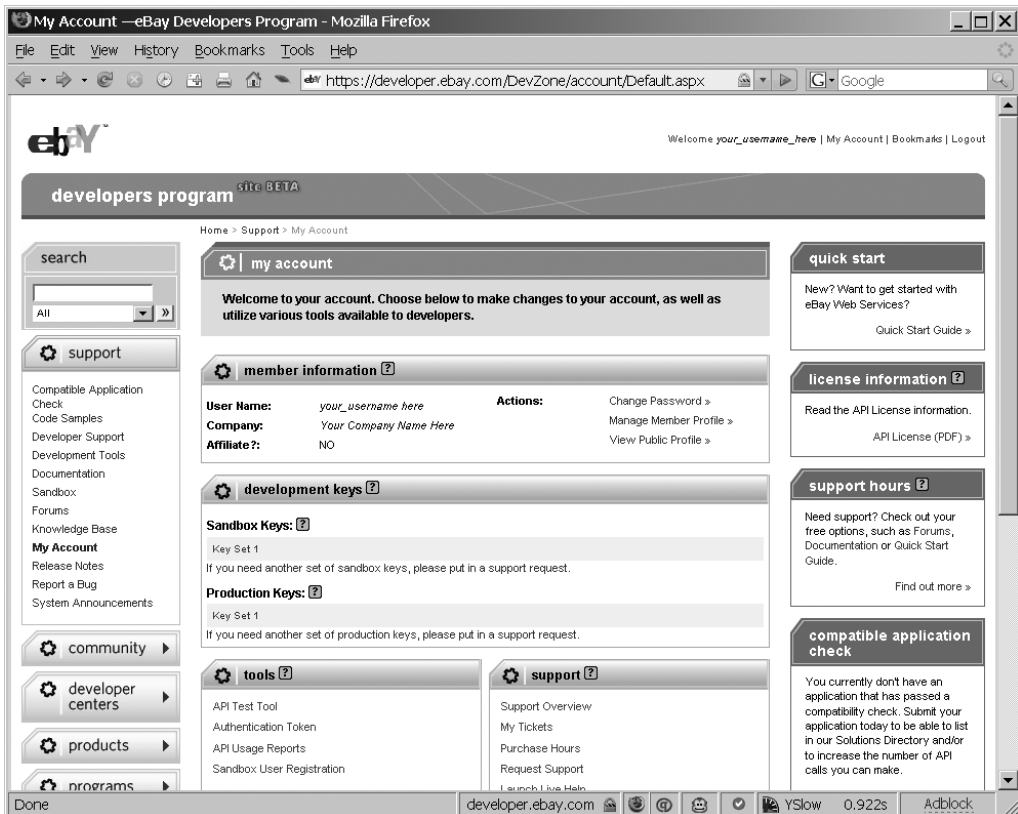 My Account —eBay Developers Program - Mozilla Firefox
File Edit View History Bookmarks Tools Help
https://developer.ebay.com/DevZone/account/Default.aspx
G Google
ebY
Welcome your_username_here | My Account | Bookmarks | Logout
developers program site BETA
Home > Support > My Account
search
All
»
support
Compatible Application
Check
Code Samples
Developer Support
Development Tools
Documentation
Sandbox
Forums
Knowledge Base
My Account
Release Notes
Report a Bug
System Announcements
community
developer
centers
products
programs
my account
Welcome to your account. Choose below to make changes to your account, as well as
utilize various tools available to developers.
member information ?
User Name: your_username here
Company: Your Company Name Here
Affiliate?: NO
Actions: Change Password »
Manage Member Profile »
View Public Profile »
development keys ?
Sandbox Keys: ?
Key Set 1
If you need another set of sandbox keys, please put in a support request.
Production Keys: ?
Key Set 1
If you need another set of production keys, please put in a support request.
tools ?
API Test Tool
Authentication Token
API Usage Reports
Sandbox User Registration
support ?
Support Overview
My Tickets
Purchase Hours
Request Support
Launch Live Help
quick start
New? Want to get started with
eBay Web Services?
Quick Start Guide »
license information ?
Read the API License information.
API License (PDF) »
support hours ?
Need support? Check out your
free options, such as Forums,
Documentation or Quick Start
Guide.
Find out more »
compatible application
check
You currently don't have an
application that has passed a
compatibility check. Submit your
application today to be able to list
in our Solutions Directory and/or
to increase the number of API
calls you can make.
Done
developer.ebay.com
YSlow 0.922s Adblock